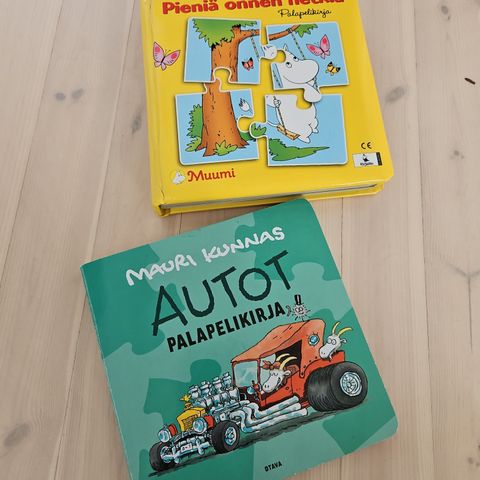 Pieniä onnen hetkiä
Palapelikirja
Muumi
CE
MAURI KUNNAS
AUTOT
PALAPELIKIRJA
OTAVA